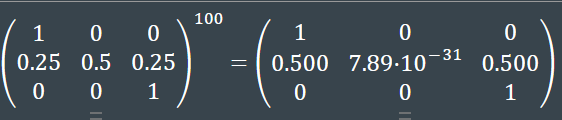 ( 1 0 0 )^100 = ( 1 0 0 )
( 0.25 0.5 0.25 ) ( 0.500 7.89·10^−31 0.500 )
( 0 0 1 ) ( 0 0 1 )